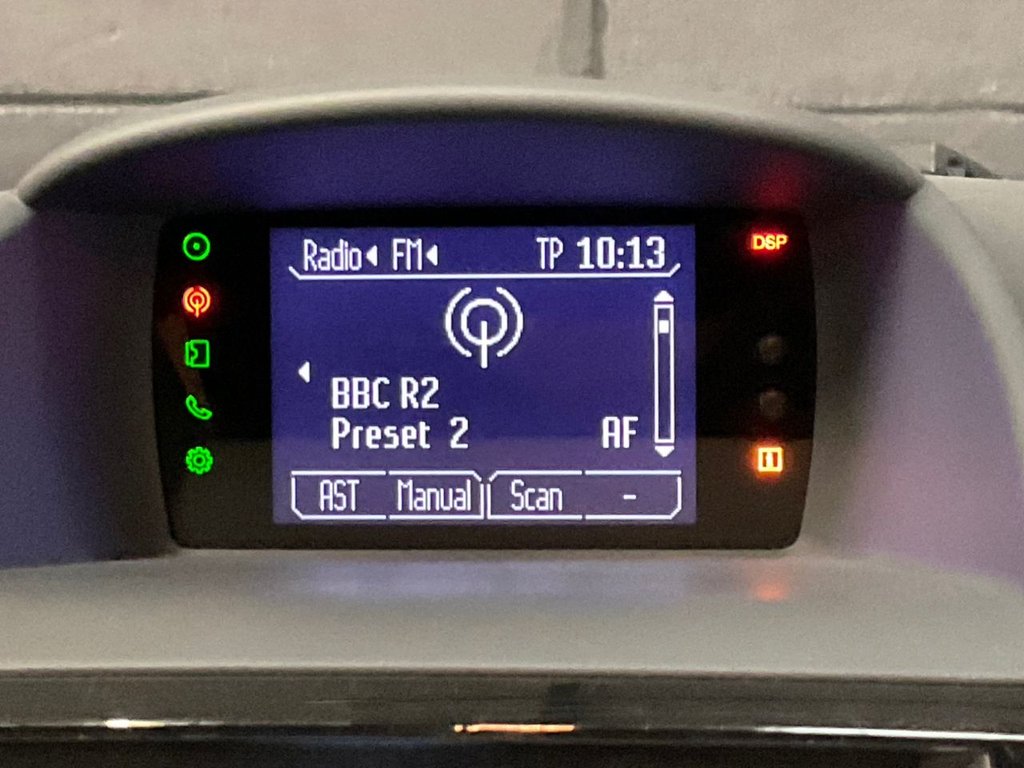 Radio FM TP 10:13
DSP
BBC R2
Preset 2 AF
AST Manual Scan -